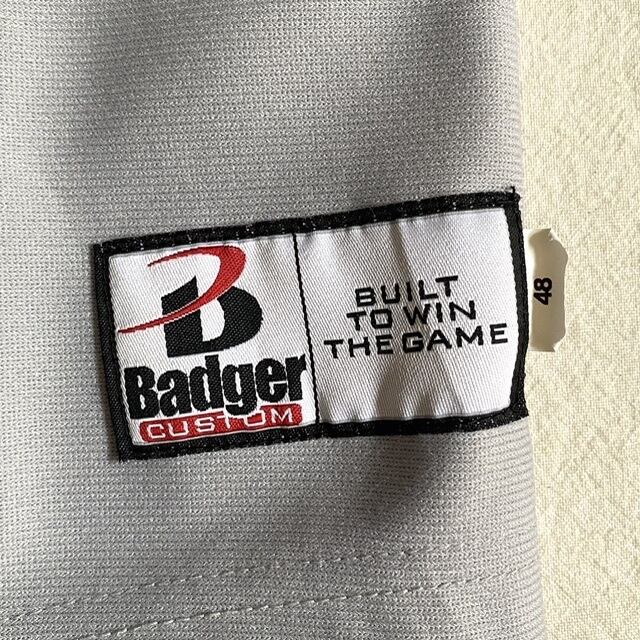 B
Badger
CUSTOM
BUILT
TO WIN
THE GAME
48